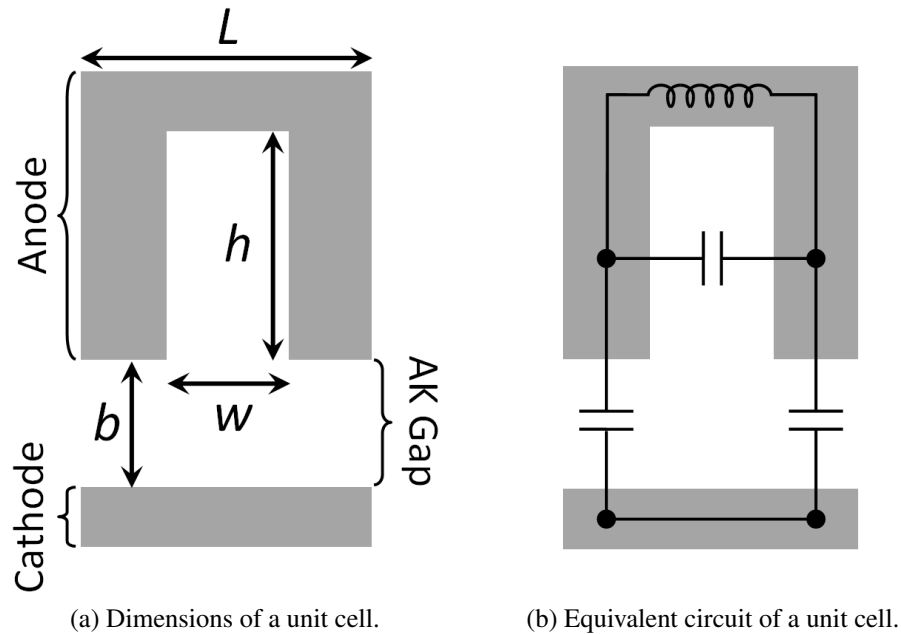 L
Anode
h
b
w
AK Gap
Cathode
(a) Dimensions of a unit cell.
(b) Equivalent circuit of a unit cell.